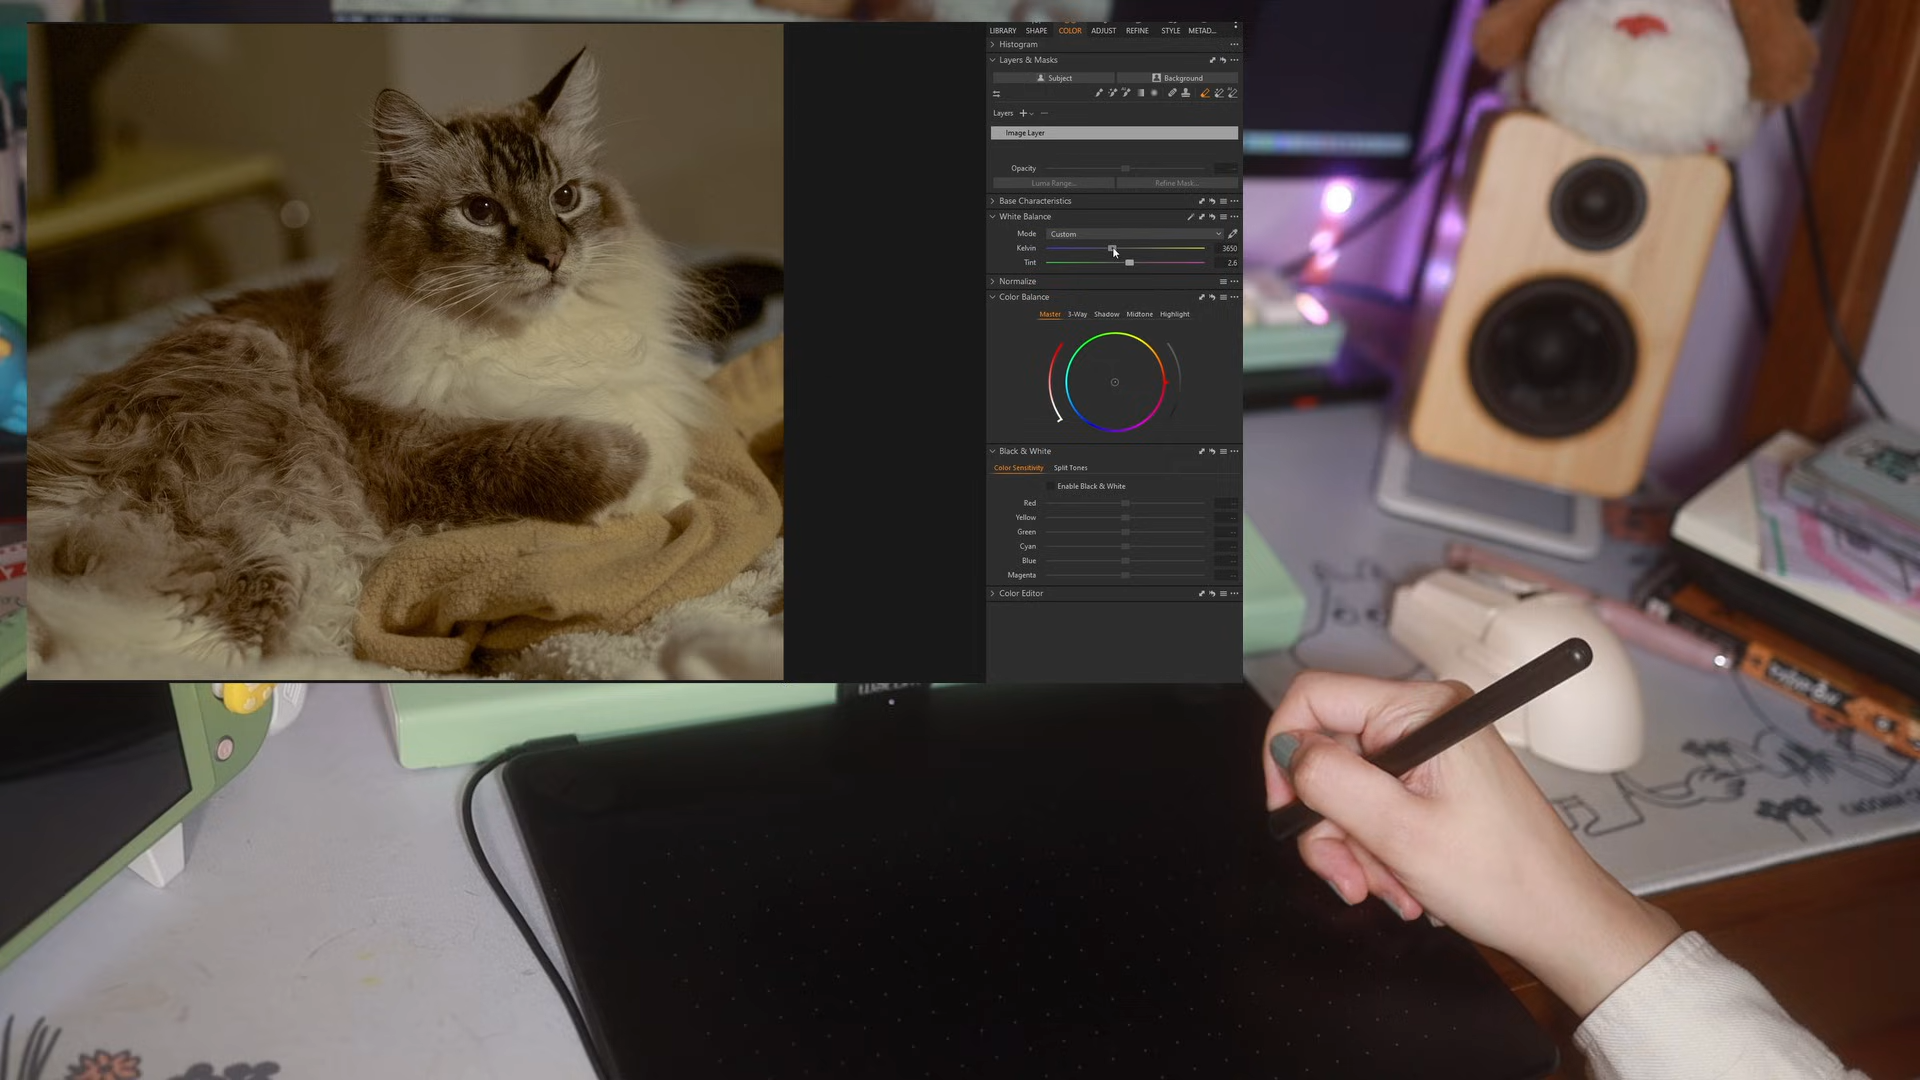 LIBRARY SHAPE COLOR ADJUST REFINE STYLE METAD...
Histogram
Layers & Masks
Subject Background
Layers
Image Layer
Opacity
Luma Range... Refine Mask...
Base Characteristics
White Balance
Mode Custom
Kelvin 3650
Tint 2.6
Normalize
Color Balance
Master 3-Way Shadow Midtone Highlight
Black & White
Color Sensitivity Split Tones
Enable Black & White
Red
Yellow
Green
Cyan
Blue
Magenta
Color Editor